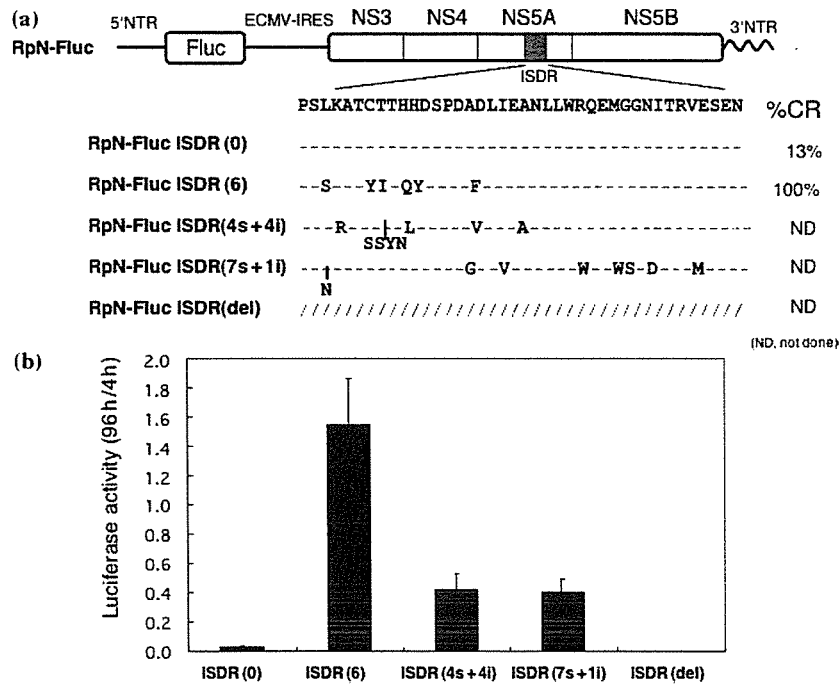 (a)
5'NTR ECMV-IRES NS3 NS4 NS5A NS5B 3'NTR
RpN-Fluc Fluc
ISDR
PSLKATCTTHHDSPDADLIEANLLWRQEMGGNITRVESEN %CR
RpN-Fluc ISDR(0) ---------------------------------------- 13%
RpN-Fluc ISDR(6) --S---YI-QY----F------------------------ 100%
RpN-Fluc ISDR(4s+4i) ---R-----L-----V---A-------------------- ND
SSYN
RpN-Fluc ISDR(7s+1i) ---------------G--V------W--WS-D---M---- ND
N
RpN-Fluc ISDR(del) //////////////////////////////////////// ND
(ND, not done)
(b)
Luciferase activity (96h/4h)
2.0
1.8
1.6
1.4
1.2
1.0
0.8
0.6
0.4
0.2
0.0
ISDR(0) ISDR(6) ISDR(4s+4i) ISDR(7s+1i) ISDR(del)